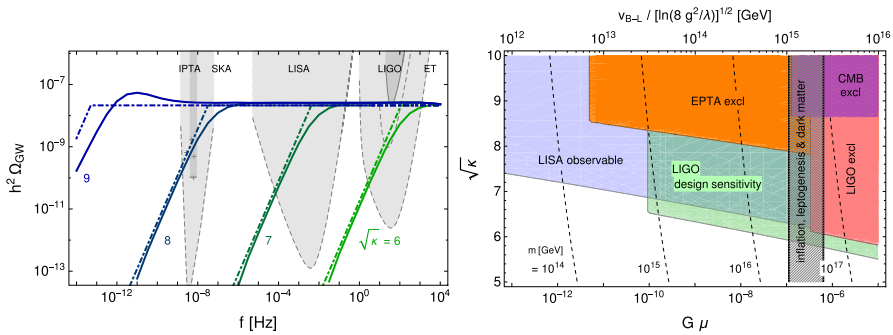 IPTA SKA LISA LIGO ET
10⁻⁷
10⁻⁹
10⁻¹¹
10⁻¹³
h² Ω_GW
9
8
7
√κ = 6
10⁻¹² 10⁻⁸ 10⁻⁴ 10⁰ 10⁴
f [Hz]
v_B−L / [ln(8 g²/λ)]^1/2 [GeV]
10¹² 10¹³ 10¹⁴ 10¹⁵ 10¹⁶
10
9
8
7
6
5
√κ
EPTA excl
CMB
excl
LISA observable
LIGO
design sensitivity
inflation, leptogenesis & dark matter
LIGO excl
m [GeV]
= 10¹⁴ 10¹⁵ 10¹⁶ 10¹⁷
10⁻¹² 10⁻¹⁰ 10⁻⁸ 10⁻⁶
G μ